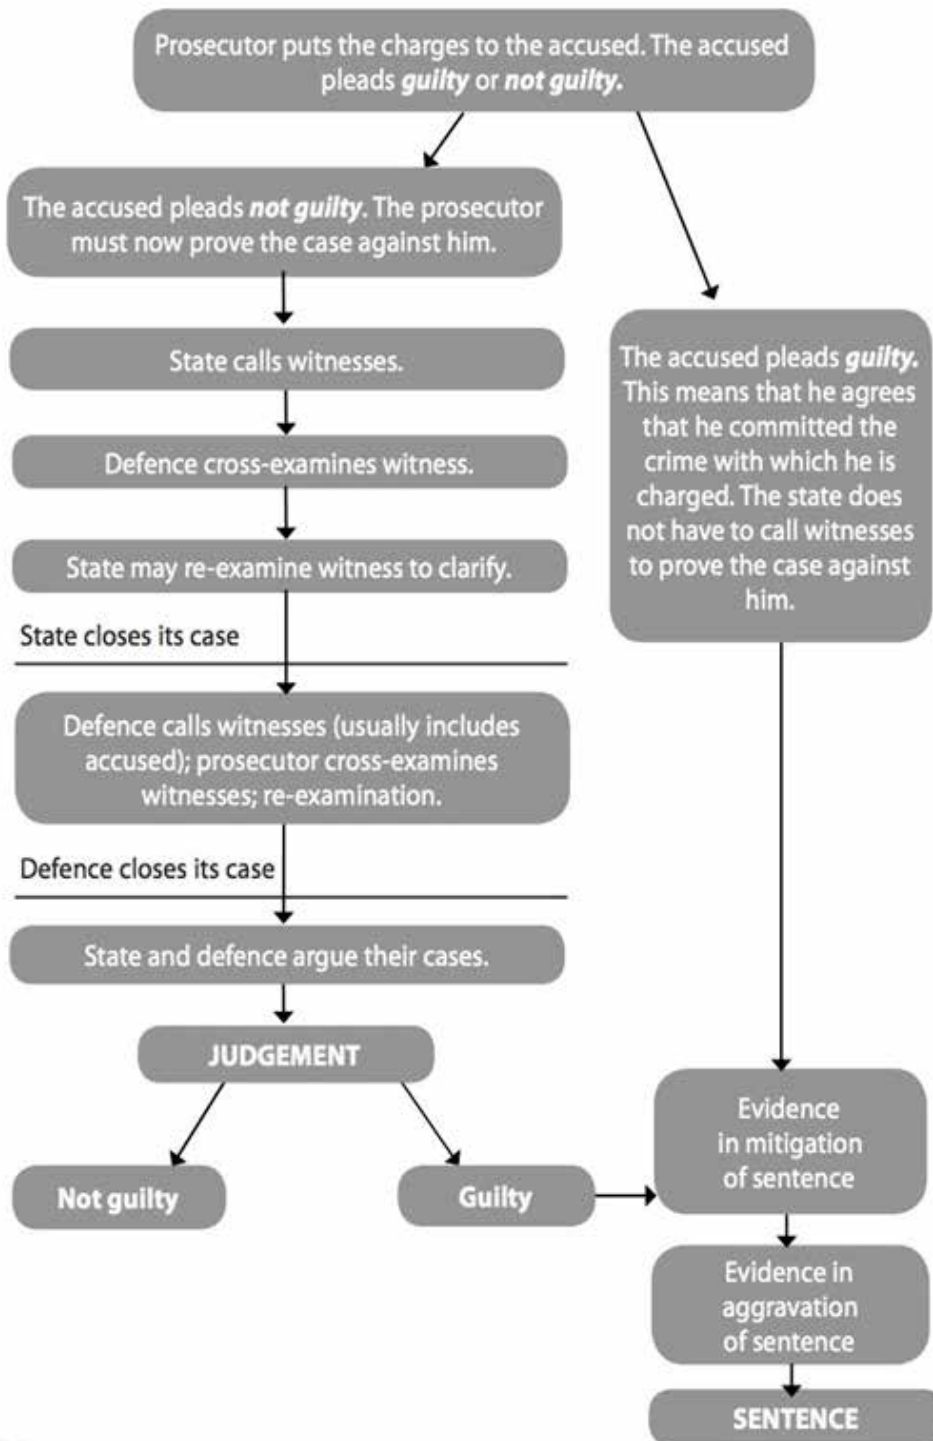 Prosecutor puts the charges to the accused. The accused
pleads guilty or not guilty.
The accused pleads not guilty. The prosecutor
must now prove the case against him.
State calls witnesses.
Defence cross-examines witness.
State may re-examine witness to clarify.
State closes its case
Defence calls witnesses (usually includes
accused); prosecutor cross-examines
witnesses; re-examination.
Defence closes its case
State and defence argue their cases.
JUDGEMENT
Not guilty
Guilty
The accused pleads guilty.
This means that he agrees
that he committed the
crime with which he is
charged. The state does
not have to call witnesses
to prove the case against
him.
Evidence
in mitigation
of sentence
Evidence in
aggravation
of sentence
SENTENCE